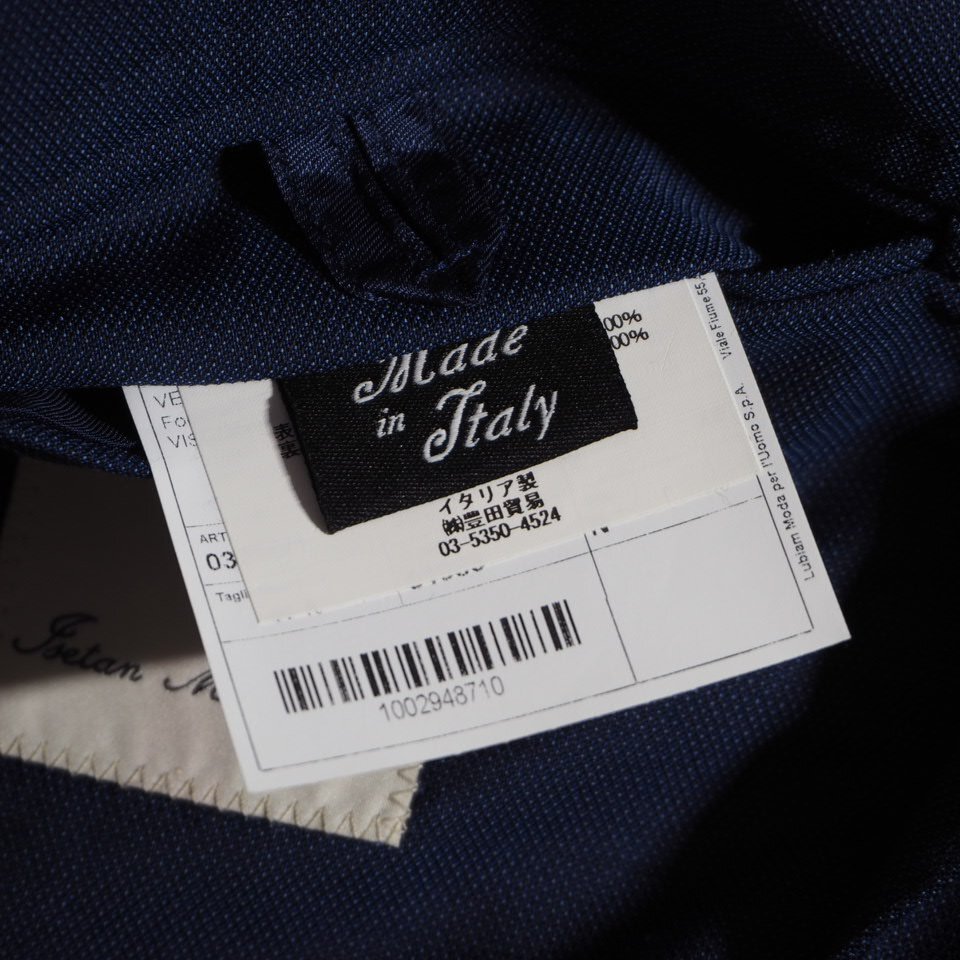 Made
in Italy
00%
00%
イタリア製
㈱豊田貿易
03-5350-4524
Lubiam Moda per l'Uomo S.P.A. Viale Fiume 55
VE
Fo
VIS
ART
03
Tagli
N
1002948710
Isetan M